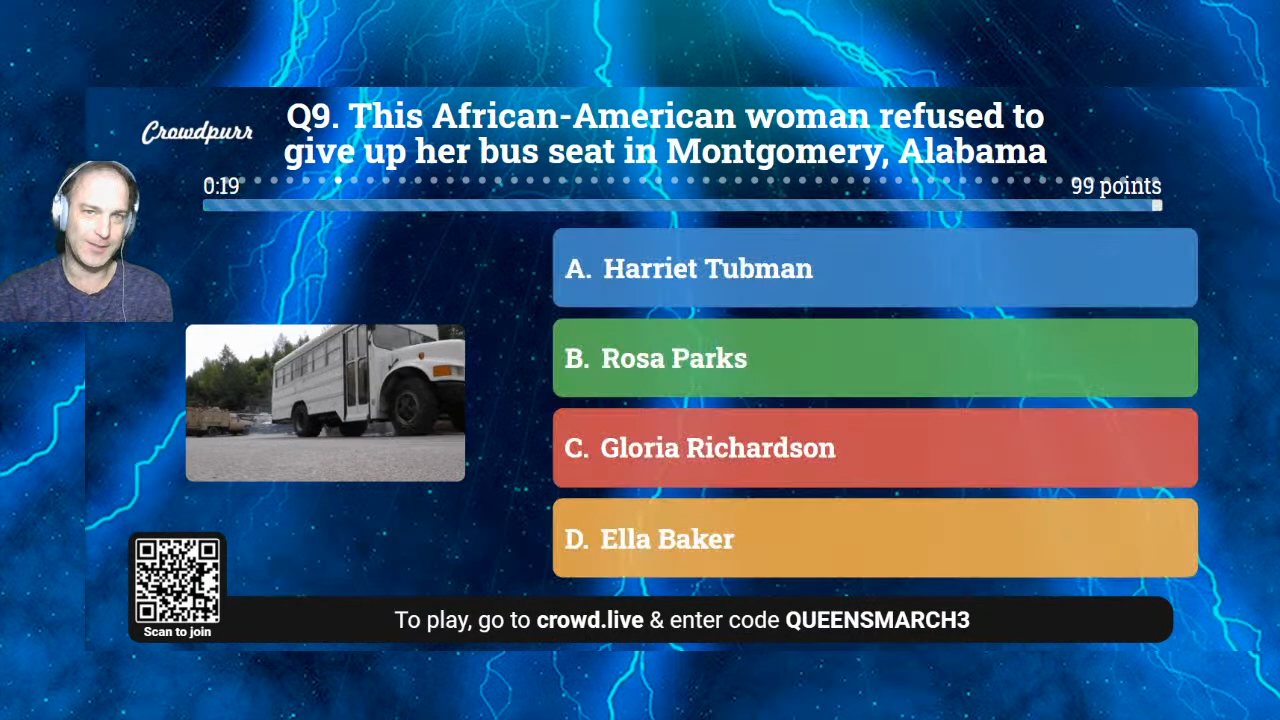 Crowdpurr
Q9. This African-American woman refused to
give up her bus seat in Montgomery, Alabama
0:19
99 points
A. Harriet Tubman
B. Rosa Parks
C. Gloria Richardson
D. Ella Baker
Scan to join
To play, go to crowd.live & enter code QUEENSMARCH3